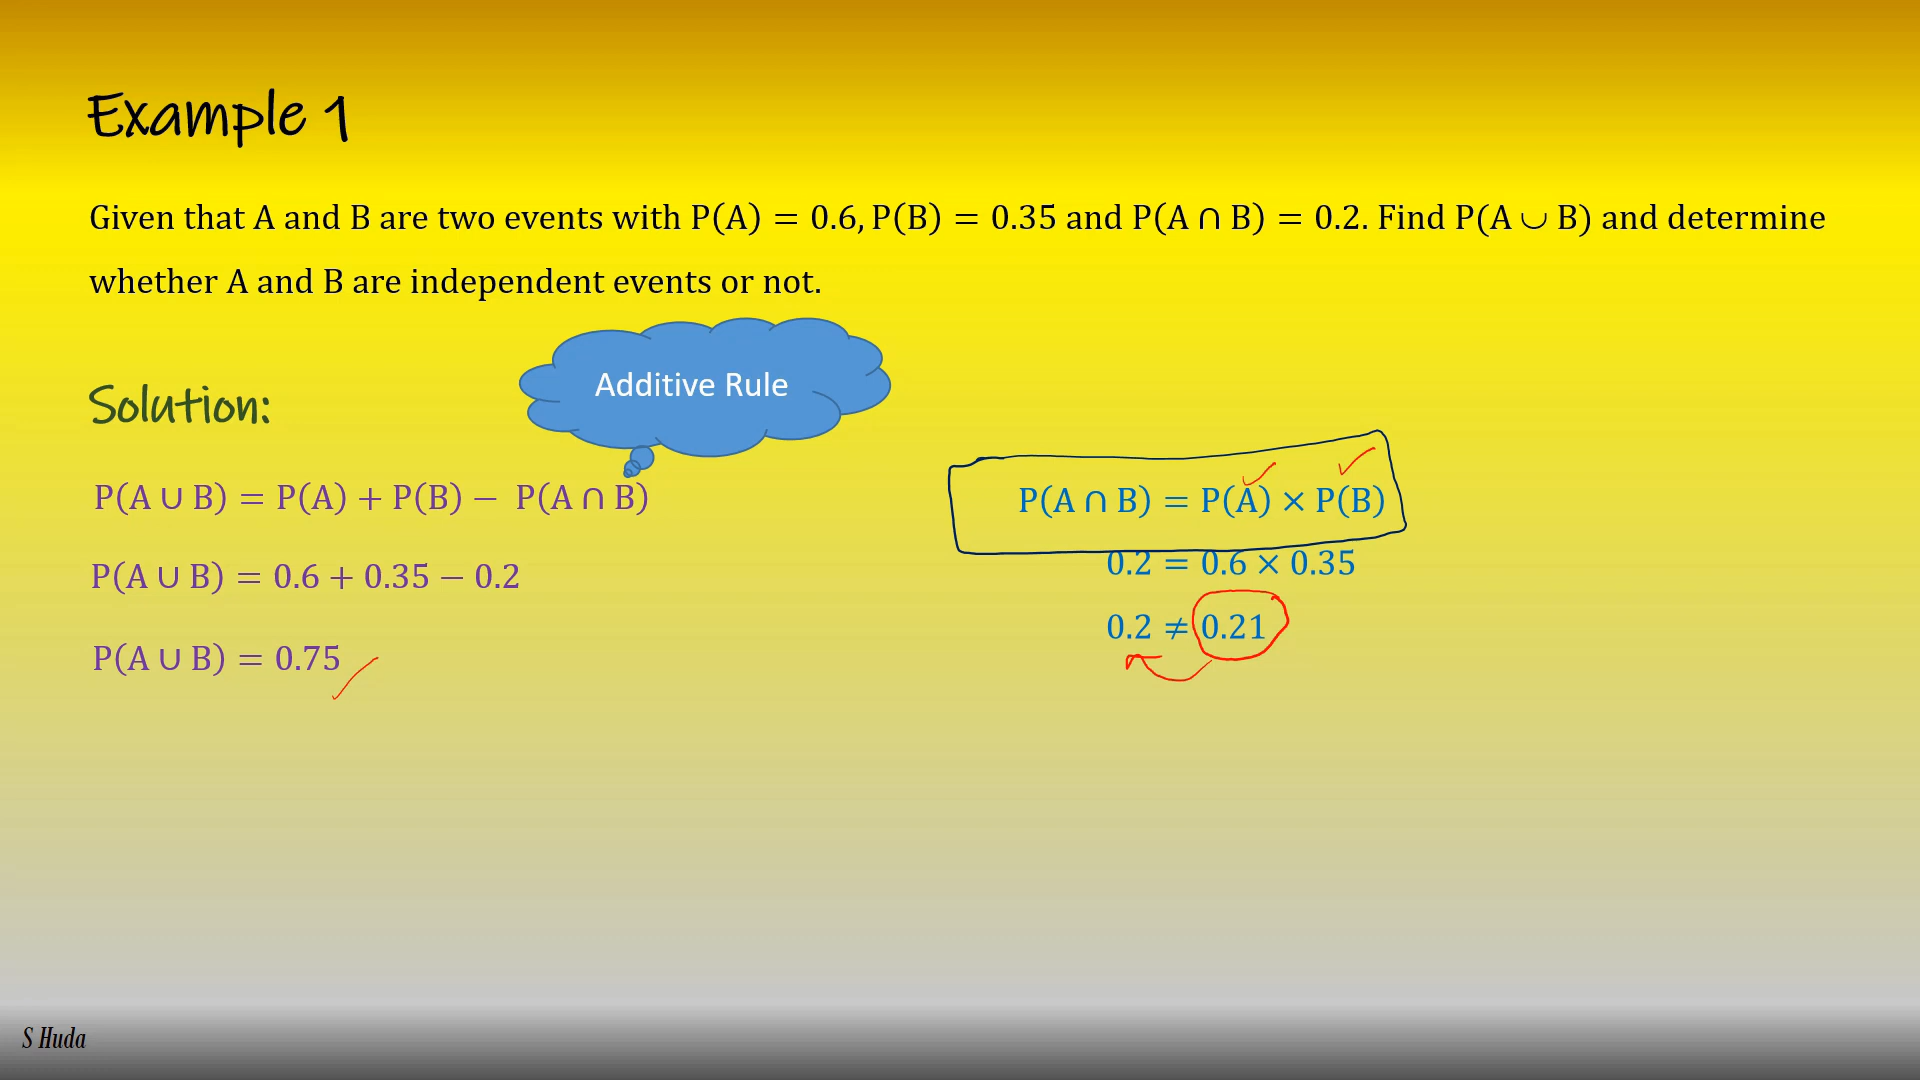 Example 1
Given that A and B are two events with P(A) = 0.6, P(B) = 0.35 and P(A ∩ B) = 0.2. Find P(A ∪ B) and determine
whether A and B are independent events or not.
Additive Rule
Solution:
P(A ∪ B) = P(A) + P(B) − P(A ∩ B)
P(A ∪ B) = 0.6 + 0.35 − 0.2
P(A ∪ B) = 0.75
P(A ∩ B) = P(A) × P(B)
0.2 = 0.6 × 0.35
0.2 ≠ 0.21
S Huda